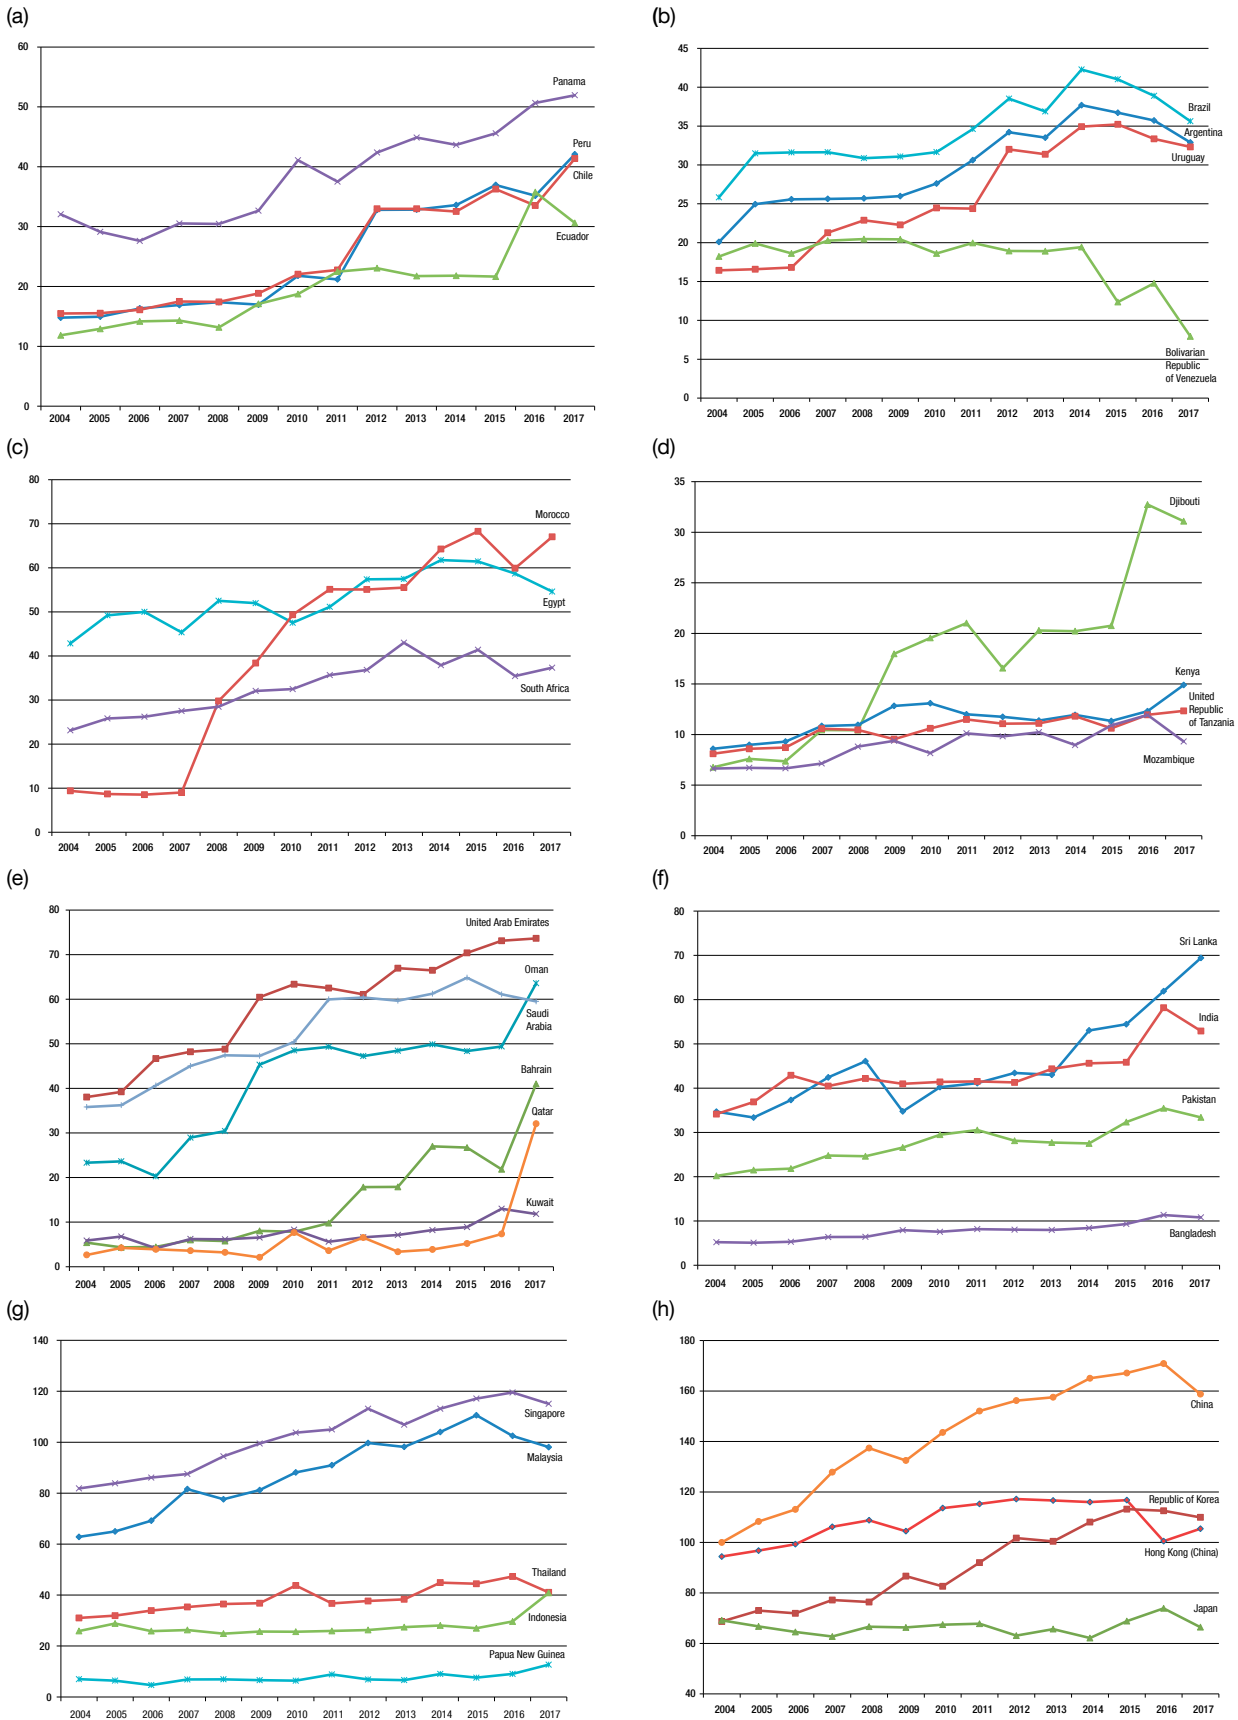 (a)
60
50
40
30
20
10
0
Panama
Peru
Chile
Ecuador
2004 2005 2006 2007 2008 2009 2010 2011 2012 2013 2014 2015 2016 2017
(b)
45
40
35
30
25
20
15
10
5
0
Brazil
Argentina
Uruguay
Bolivarian
Republic
of Venezuela
2004 2005 2006 2007 2008 2009 2010 2011 2012 2013 2014 2015 2016 2017
(c)
80
70
60
50
40
30
20
10
0
Morocco
Egypt
South Africa
2004 2005 2006 2007 2008 2009 2010 2011 2012 2013 2014 2015 2016 2017
(d)
35
30
25
20
15
10
5
0
Djibouti
Kenya
United
Republic
of Tanzania
Mozambique
2004 2005 2006 2007 2008 2009 2010 2011 2012 2013 2014 2015 2016 2017
(e)
80
70
60
50
40
30
20
10
0
United Arab Emirates
Oman
Saudi
Arabia
Bahrain
Qatar
Kuwait
2004 2005 2006 2007 2008 2009 2010 2011 2012 2013 2014 2015 2016 2017
(f)
80
70
60
50
40
30
20
10
0
Sri Lanka
India
Pakistan
Bangladesh
2004 2005 2006 2007 2008 2009 2010 2011 2012 2013 2014 2015 2016 2017
(g)
140
120
100
80
60
40
20
0
Singapore
Malaysia
Thailand
Indonesia
Papua New Guinea
2004 2005 2006 2007 2008 2009 2010 2011 2012 2013 2014 2015 2016 2017
(h)
180
160
140
120
100
80
60
40
China
Republic of Korea
Hong Kong (China)
Japan
2004 2005 2006 2007 2008 2009 2010 2011 2012 2013 2014 2015 2016 2017